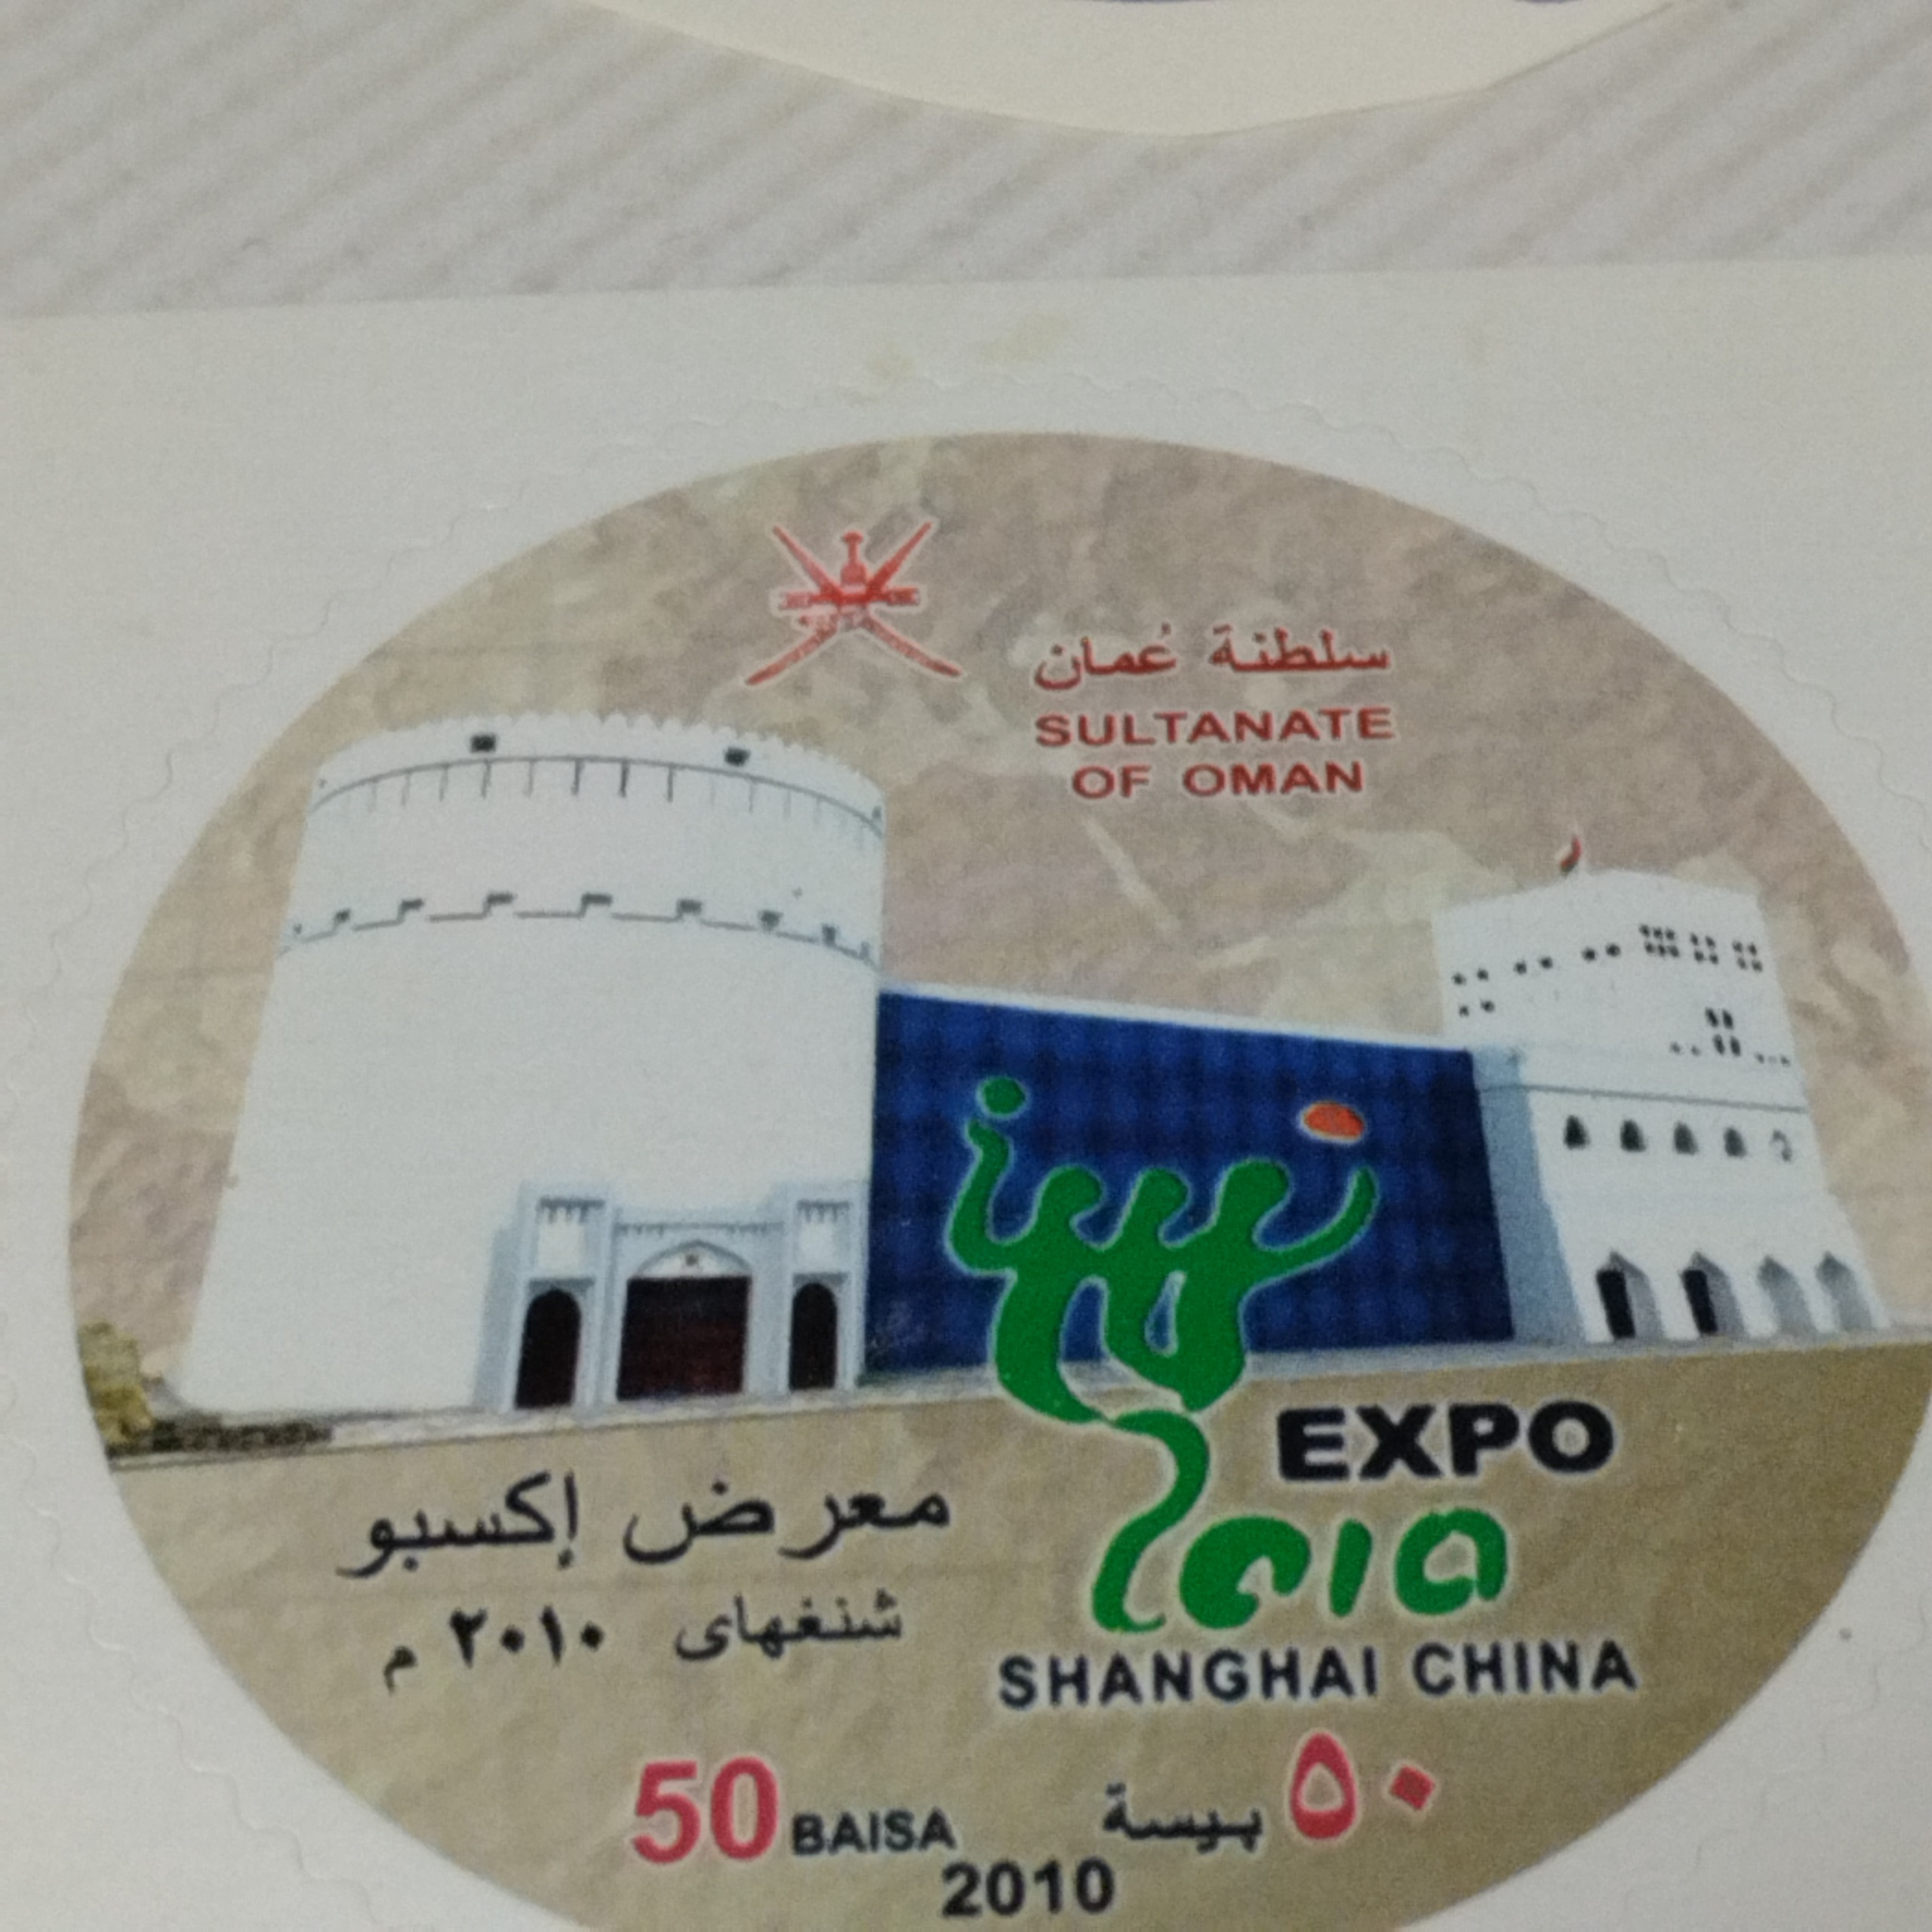 سلطنة عُمان
SULTANATE
OF OMAN
EXPO
2010
SHANGHAI CHINA
معرض إكسبو
شنغهاى ٢٠١٠ م
50 BAISA
٥٠ بيسة
2010